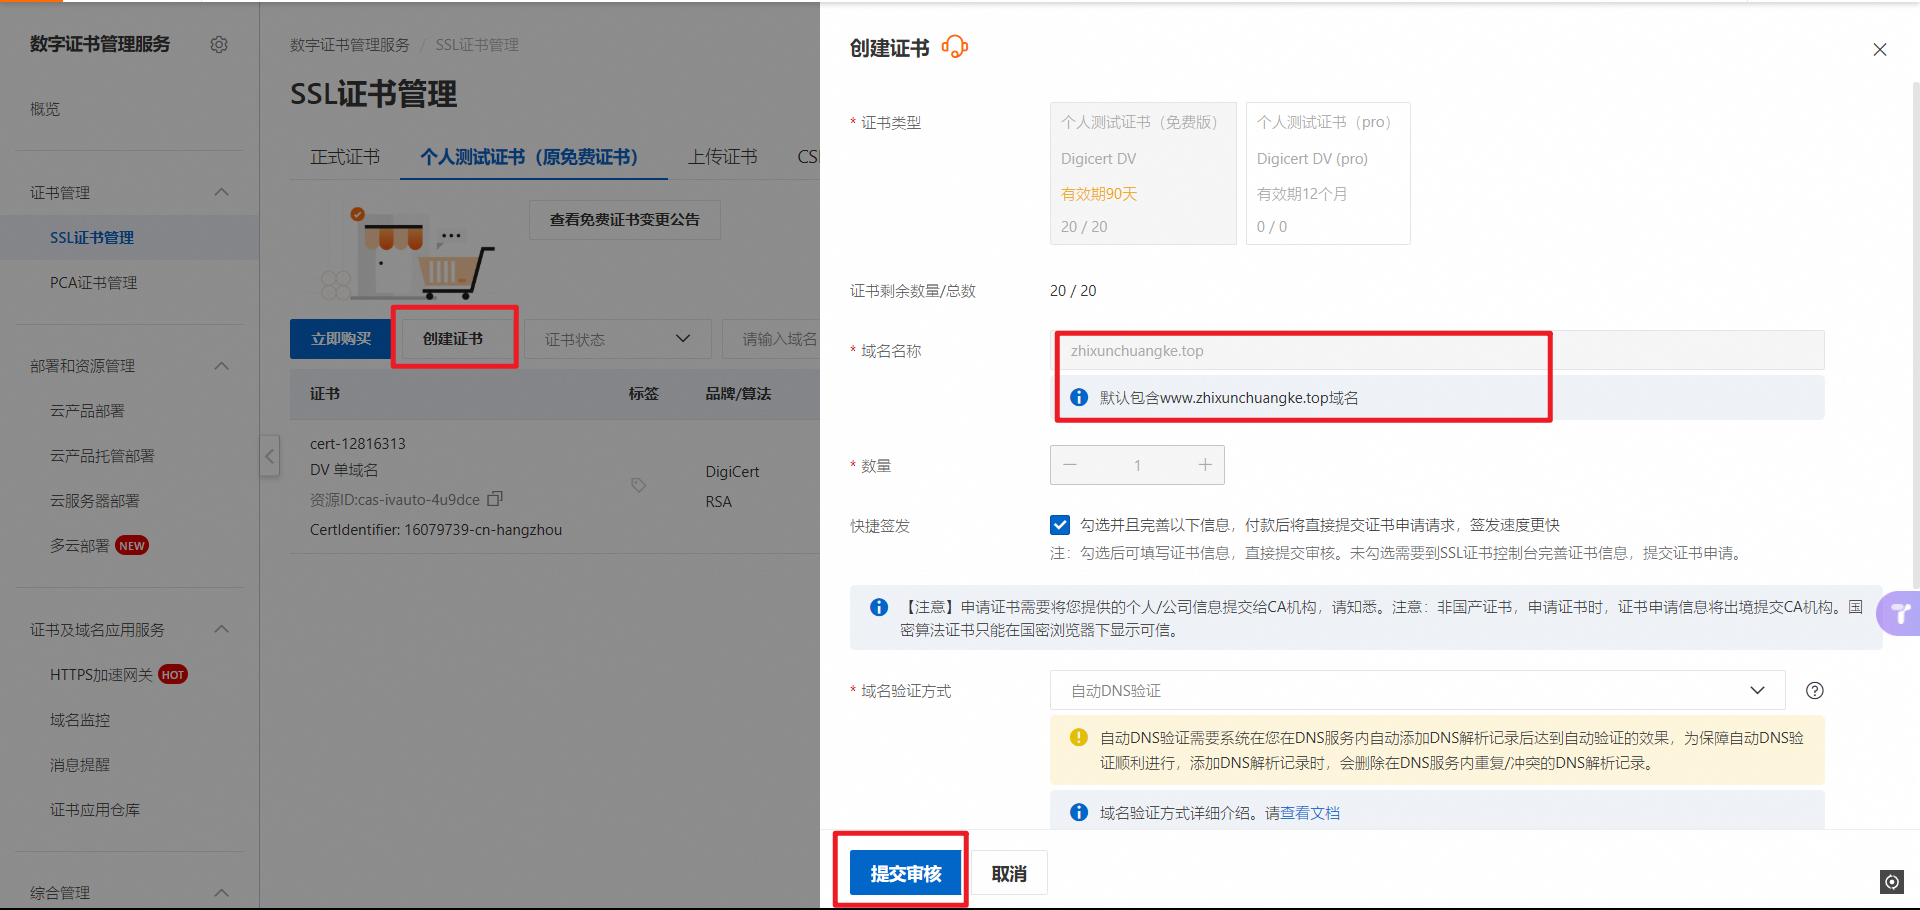 数字证书管理服务
概览
证书管理
SSL证书管理
PCA证书管理
部署和资源管理
云产品部署
云产品托管部署
云服务器部署
多云部署 NEW
证书及域名应用服务
HTTPS加速网关 HOT
域名监控
消息提醒
证书应用仓库
综合管理
数字证书管理服务 / SSL证书管理
SSL证书管理
正式证书 个人测试证书（原免费证书） 上传证书
查看免费证书变更公告
立即购买 创建证书 证书状态 请输入域名
证书 标签 品牌/算法
cert-12816313
DV 单域名
资源ID:cas-ivauto-4u9dce
CertIdentifier: 16079739-cn-hangzhou
DigiCert
RSA
创建证书
* 证书类型
个人测试证书（免费版）
Digicert DV
有效期90天
20 / 20
个人测试证书（pro）
Digicert DV (pro)
有效期12个月
0 / 0
证书剩余数量/总数 20 / 20
* 域名名称 zhixunchuangke.top
默认包含www.zhixunchuangke.top域名
* 数量 1
快捷签发 勾选并且完善以下信息，付款后将直接提交证书申请请求，签发速度更快
注：勾选后可填写证书信息，直接提交审核。未勾选需要到SSL证书控制台完善证书信息，提交证书申请。
【注意】申请证书需要将您提供的个人/公司信息提交给CA机构，请知悉。注意：非国产证书，申请证书时，证书申请信息将出境提交CA机构。国
密算法证书只能在国密浏览器下显示可信。
* 域名验证方式 自动DNS验证
自动DNS验证需要系统在您在DNS服务内自动添加DNS解析记录后达到自动验证的效果，为保障自动DNS验
证顺利进行，添加DNS解析记录时，会删除在DNS服务内重复/冲突的DNS解析记录。
域名验证方式详细介绍。请查看文档
提交审核 取消